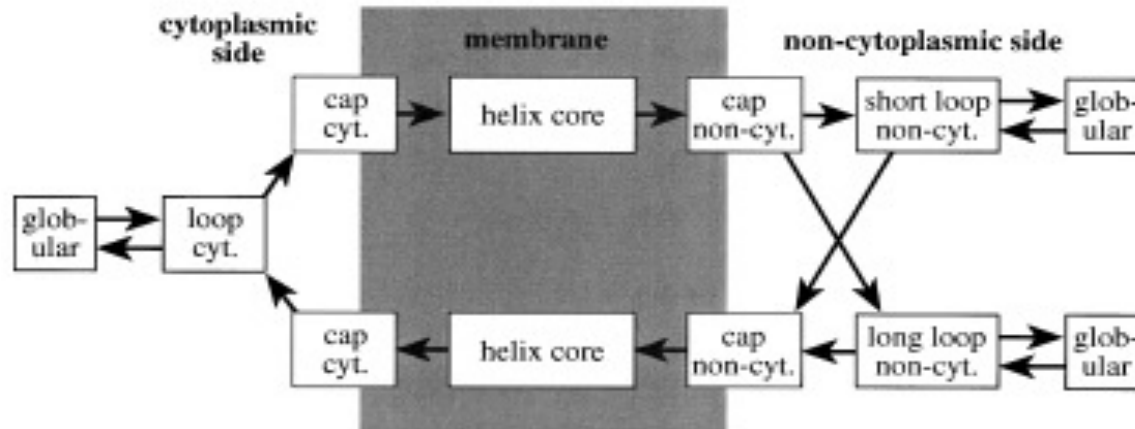 cytoplasmic
side
membrane
non-cytoplasmic side
cap
cyt.
helix core
cap
non-cyt.
short loop
non-cyt.
glob-
ular
glob-
ular
loop
cyt.
cap
cyt.
helix core
cap
non-cyt.
long loop
non-cyt.
glob-
ular